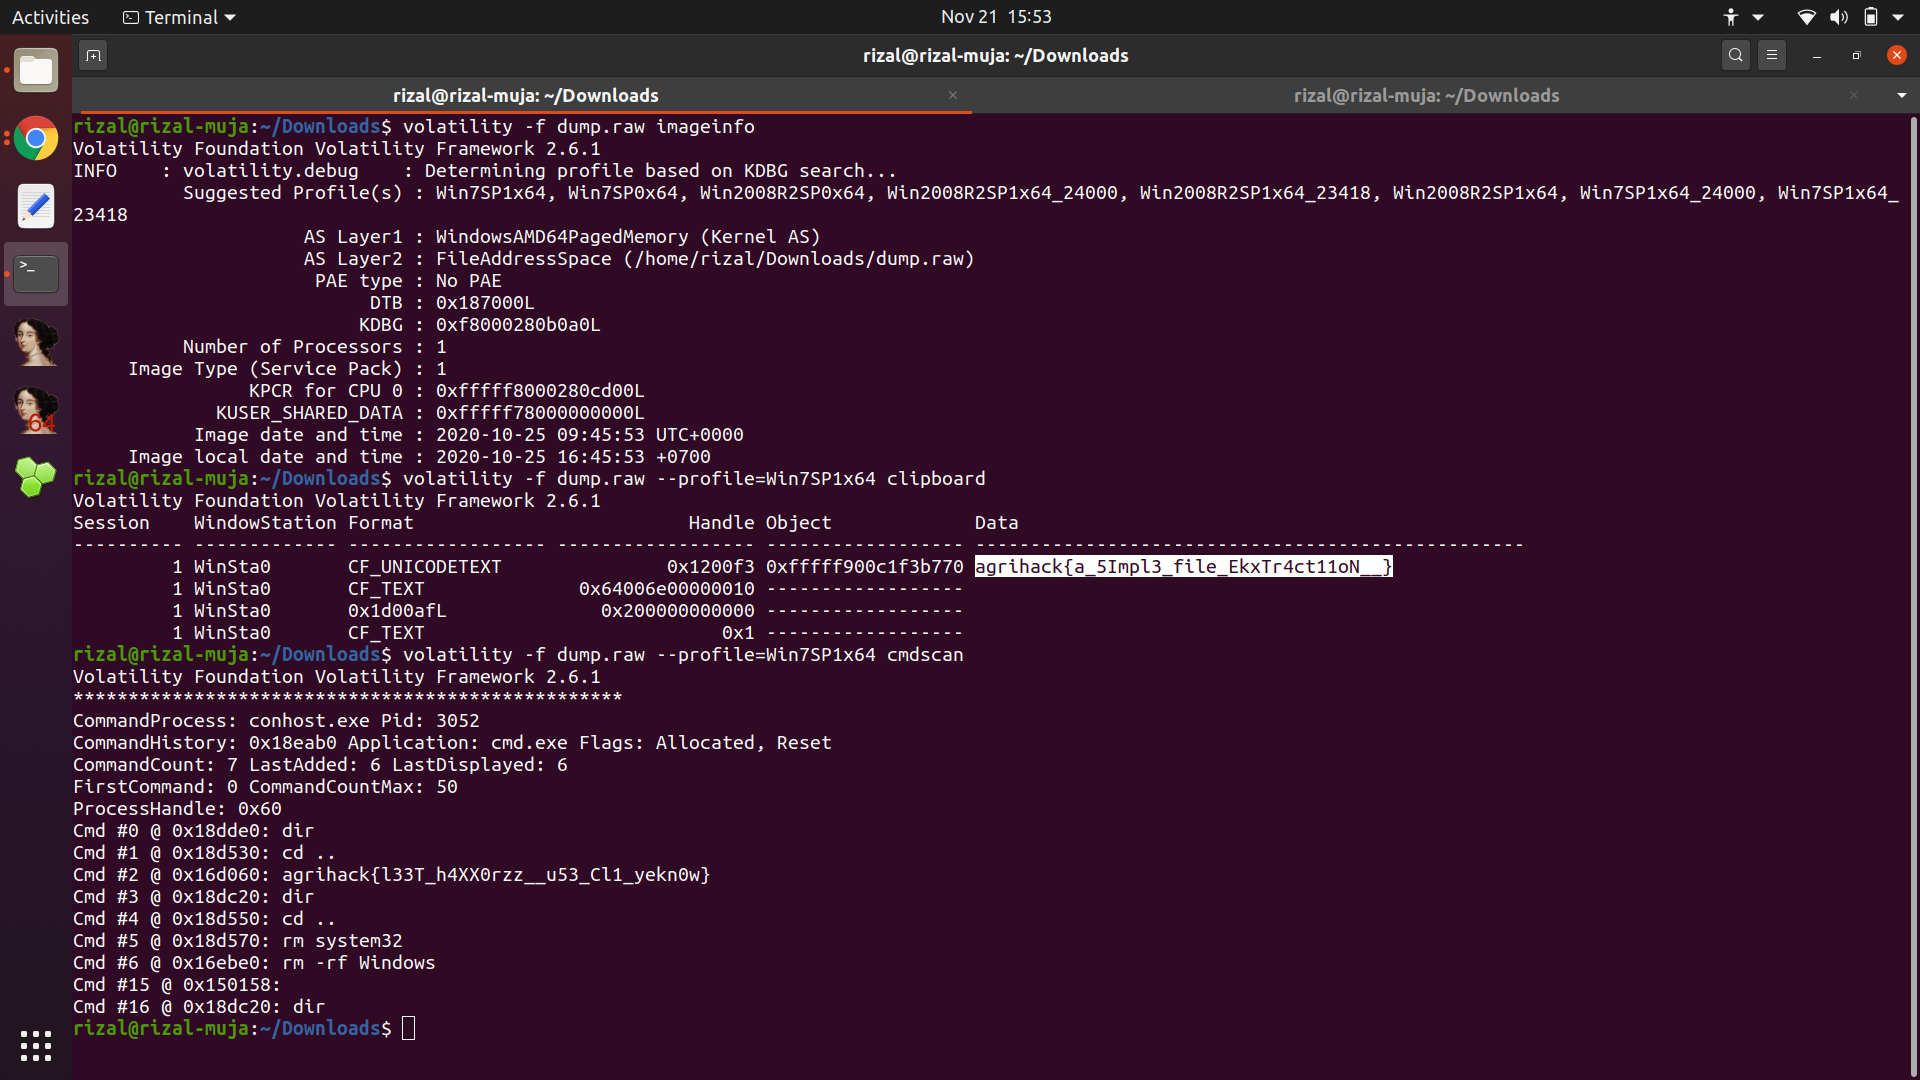 Activities Terminal Nov 21 15:53
rizal@rizal-muja: ~/Downloads
rizal@rizal-muja: ~/Downloads × rizal@rizal-muja: ~/Downloads ×
rizal@rizal-muja:~/Downloads$ volatility -f dump.raw imageinfo
Volatility Foundation Volatility Framework 2.6.1
INFO    : volatility.debug    : Determining profile based on KDBG search...
          Suggested Profile(s) : Win7SP1x64, Win7SP0x64, Win2008R2SP0x64, Win2008R2SP1x64_24000, Win2008R2SP1x64_23418, Win2008R2SP1x64, Win7SP1x64_24000, Win7SP1x64_
23418
                     AS Layer1 : WindowsAMD64PagedMemory (Kernel AS)
                     AS Layer2 : FileAddressSpace (/home/rizal/Downloads/dump.raw)
                      PAE type : No PAE
                           DTB : 0x187000L
                          KDBG : 0xf8000280b0a0L
          Number of Processors : 1
     Image Type (Service Pack) : 1
                KPCR for CPU 0 : 0xfffff8000280cd00L
             KUSER_SHARED_DATA : 0xfffff78000000000L
           Image date and time : 2020-10-25 09:45:53 UTC+0000
     Image local date and time : 2020-10-25 16:45:53 +0700
rizal@rizal-muja:~/Downloads$ volatility -f dump.raw --profile=Win7SP1x64 clipboard
Volatility Foundation Volatility Framework 2.6.1
Session    WindowStation Format                         Handle Object             Data
---------- ------------- ------------------ ------------------ ------------------ --------------------------------------------------
         1 WinSta0       CF_UNICODETEXT               0x1200f3 0xfffff900c1f3b770 agrihack{a_5Impl3_file_EkxTr4ct11oN__}
         1 WinSta0       CF_TEXT              0x64006e00000010 ------------------
         1 WinSta0       0x1d00afL              0x200000000000 ------------------
         1 WinSta0       CF_TEXT                           0x1 ------------------
rizal@rizal-muja:~/Downloads$ volatility -f dump.raw --profile=Win7SP1x64 cmdscan
Volatility Foundation Volatility Framework 2.6.1
**************************************************
CommandProcess: conhost.exe Pid: 3052
CommandHistory: 0x18eab0 Application: cmd.exe Flags: Allocated, Reset
CommandCount: 7 LastAdded: 6 LastDisplayed: 6
FirstCommand: 0 CommandCountMax: 50
ProcessHandle: 0x60
Cmd #0 @ 0x18dde0: dir
Cmd #1 @ 0x18d530: cd ..
Cmd #2 @ 0x16d060: agrihack{l33T_h4XX0rzz__u53_Cl1_yekn0w}
Cmd #3 @ 0x18dc20: dir
Cmd #4 @ 0x18d550: cd ..
Cmd #5 @ 0x18d570: rm system32
Cmd #6 @ 0x16ebe0: rm -rf Windows
Cmd #15 @ 0x150158:
Cmd #16 @ 0x18dc20: dir
rizal@rizal-muja:~/Downloads$
64